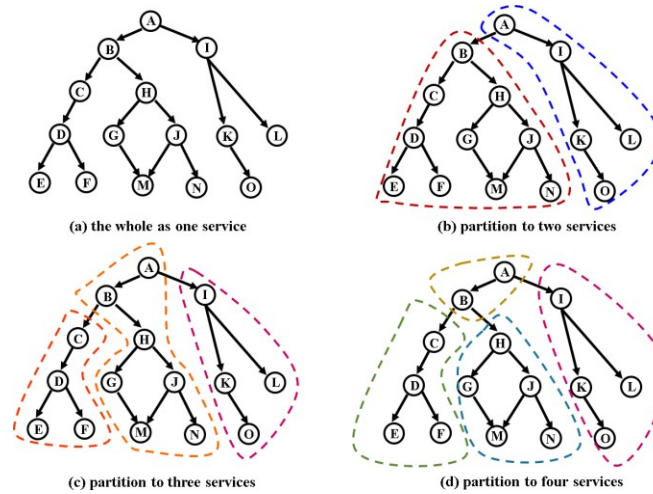 A
A
B
I
B
I
C
H
C
H
D
G
J
K
L
D
G
J
K
L
E
F
M
N
O
E
F
M
N
O
(a) the whole as one service
(b) partition to two services
A
A
B
I
B
I
C
H
C
H
D
G
J
K
L
D
G
J
K
L
E
F
M
N
O
E
F
M
N
O
(c) partition to three services
(d) partition to four services